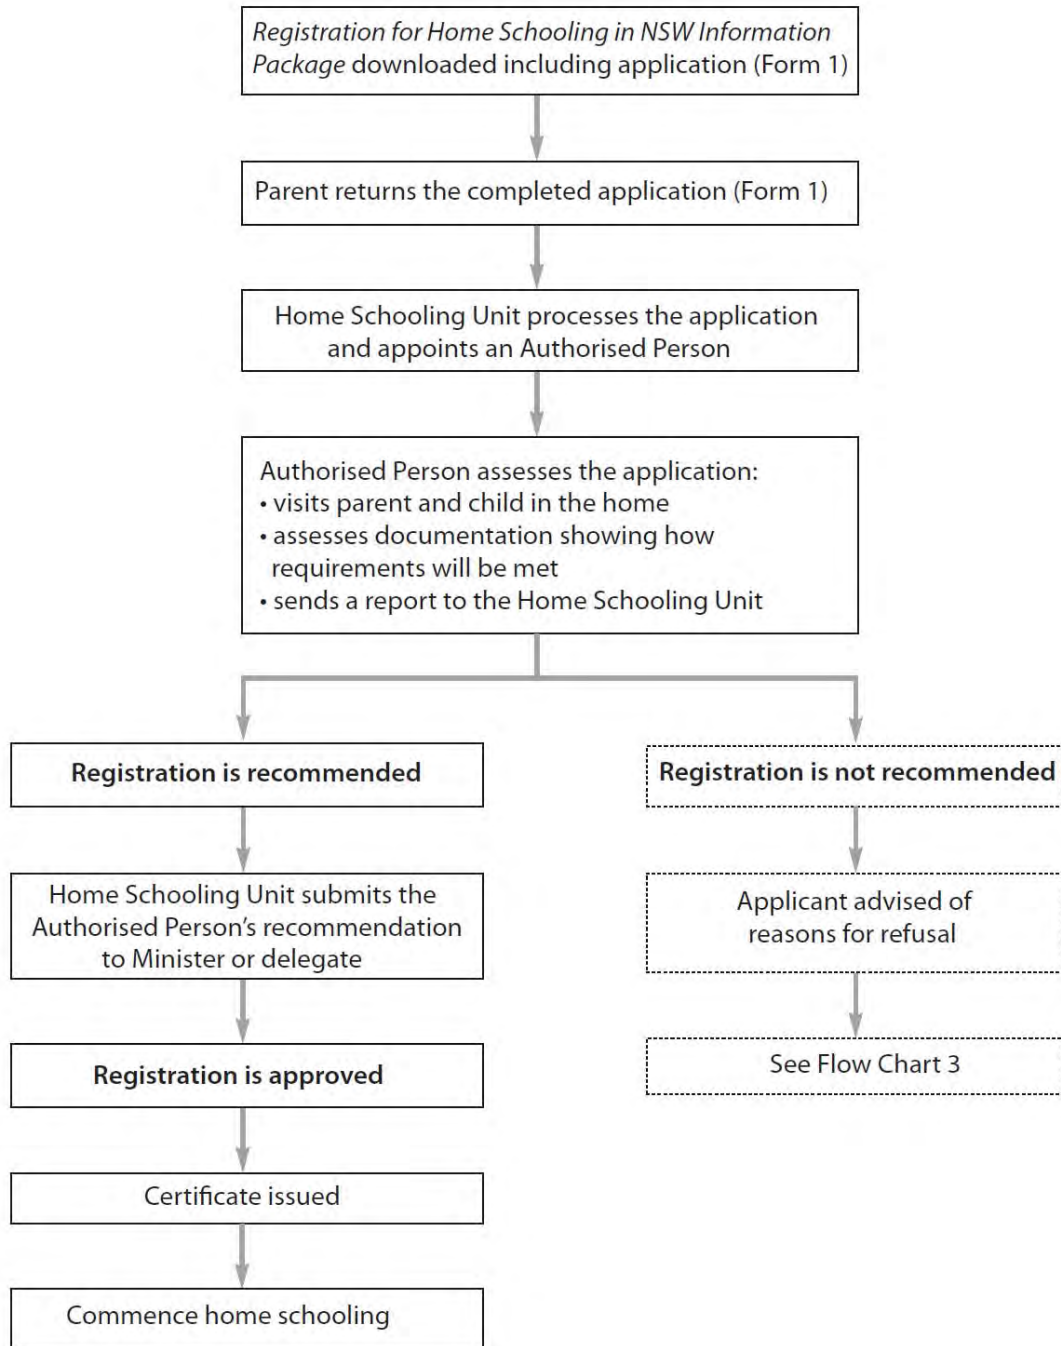 Registration for Home Schooling in NSW Information
Package downloaded including application (Form 1)
Parent returns the completed application (Form 1)
Home Schooling Unit processes the application
and appoints an Authorised Person
Authorised Person assesses the application:
• visits parent and child in the home
• assesses documentation showing how
requirements will be met
• sends a report to the Home Schooling Unit
Registration is recommended
Home Schooling Unit submits the
Authorised Person’s recommendation
to Minister or delegate
Registration is approved
Certificate issued
Commence home schooling
Registration is not recommended
Applicant advised of
reasons for refusal
See Flow Chart 3